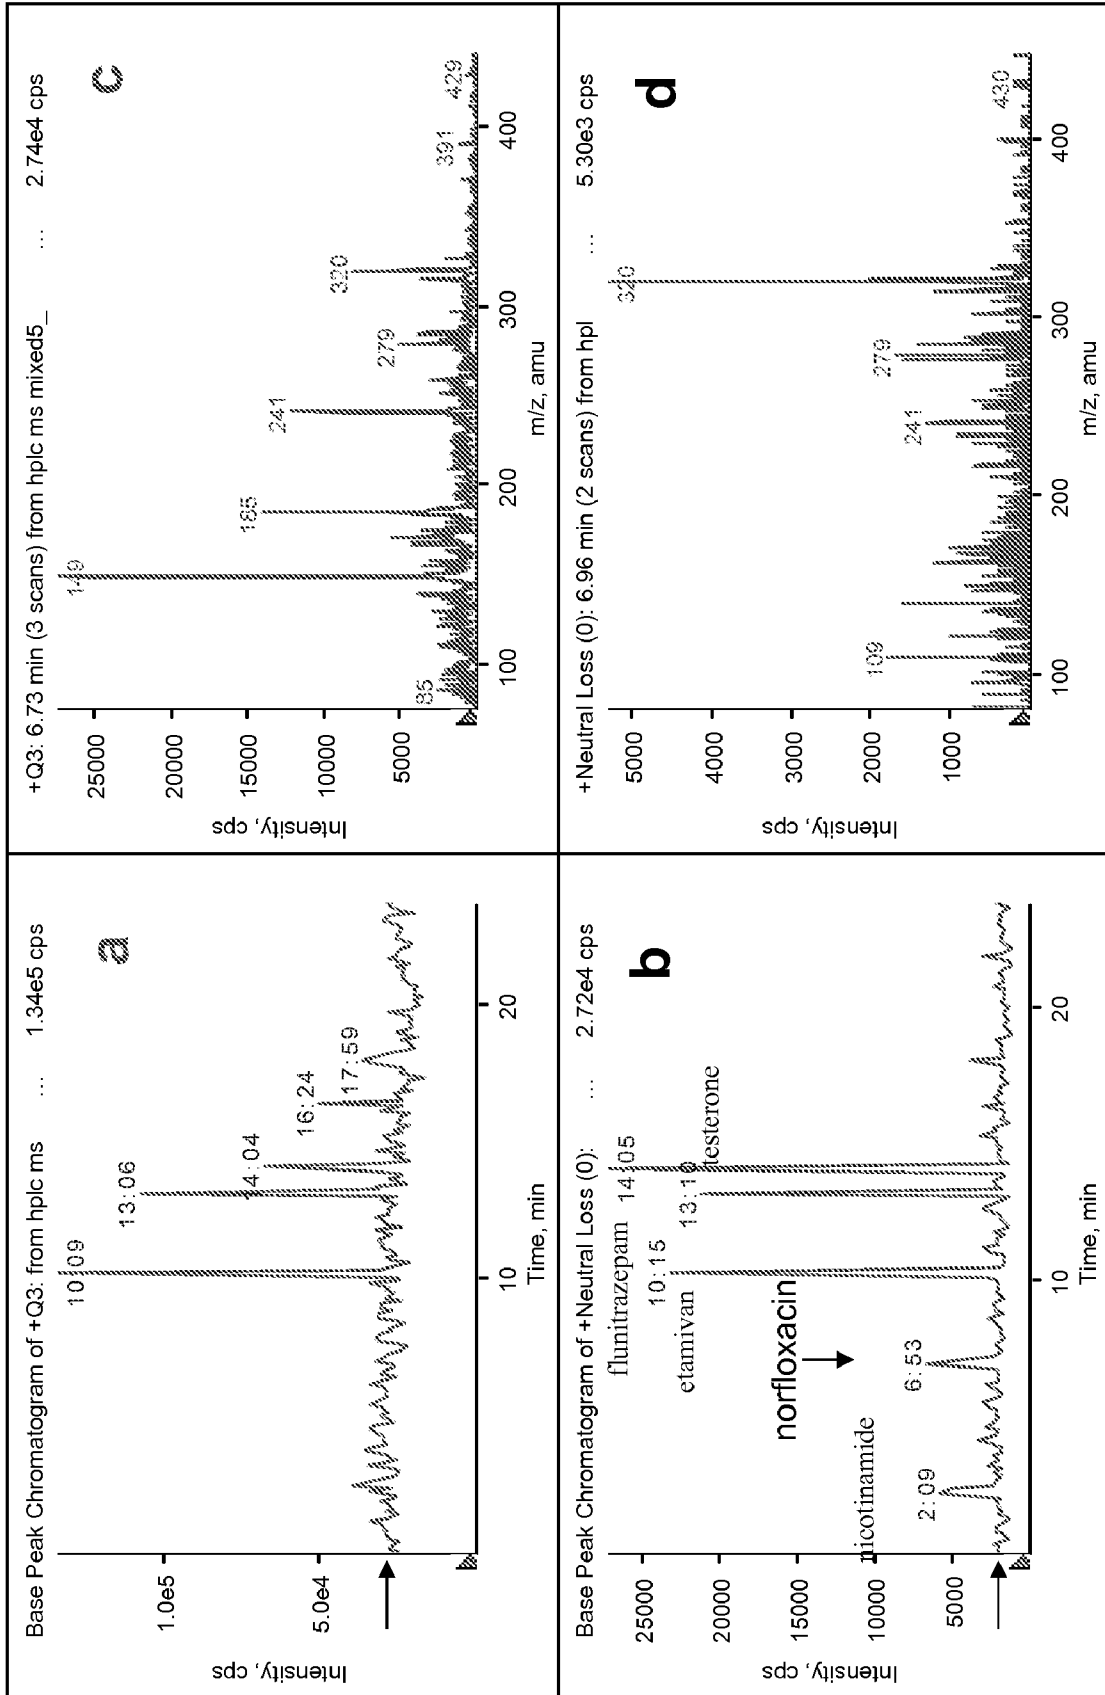 Base Peak Chromatogram of +Q3: from hplc ms ... 1.34e5 cps
a
10:09
13:06
14:04
16:24
17:59
1.0e5
5.0e4
Intensity, cps
10
20
Time, min
+Q3: 6.73 min (3 scans) from hplc ms mixed5_ ... 2.74e4 cps
c
149
185
241
279
320
391
429
85
25000
20000
15000
10000
5000
Intensity, cps
100
200
300
400
m/z, amu
Base Peak Chromatogram of +Neutral Loss (0): ... 2.72e4 cps
b
flunitrazepam
14:05
10:15
13:10
etamivan
testerone
norfloxacin
6:53
nicotinamide
2:09
25000
20000
15000
10000
5000
Intensity, cps
10
20
Time, min
+Neutral Loss (0): 6.96 min (2 scans) from hpl ... 5.30e3 cps
d
320
279
241
109
430
5000
4000
3000
2000
1000
Intensity, cps
100
200
300
400
m/z, amu